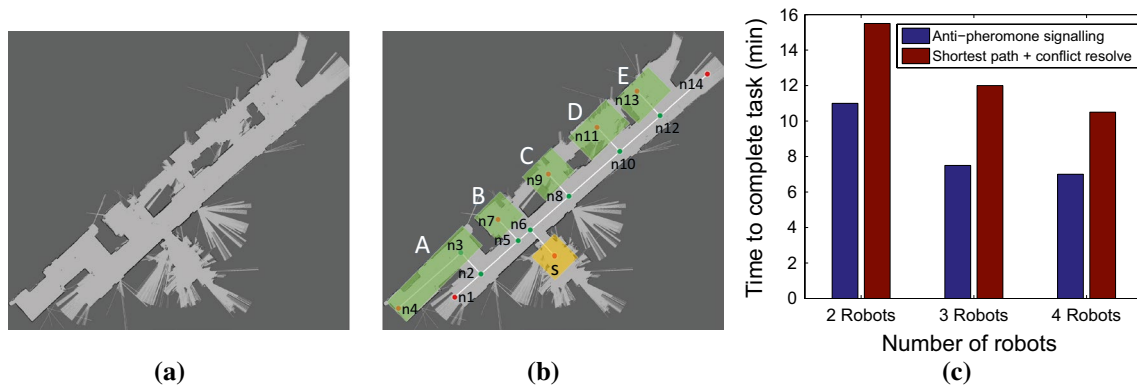 E
n14
n13
D
n12
n11
C
n10
n9
B
n8
n7
n6
A
n5
n3
s
n2
n1
n4
16
14
12
10
8
6
4
2
0
Time to complete task (min)
Anti-pheromone signalling
Shortest path + conflict resolve
2 Robots
3 Robots
4 Robots
Number of robots
(a)
(b)
(c)